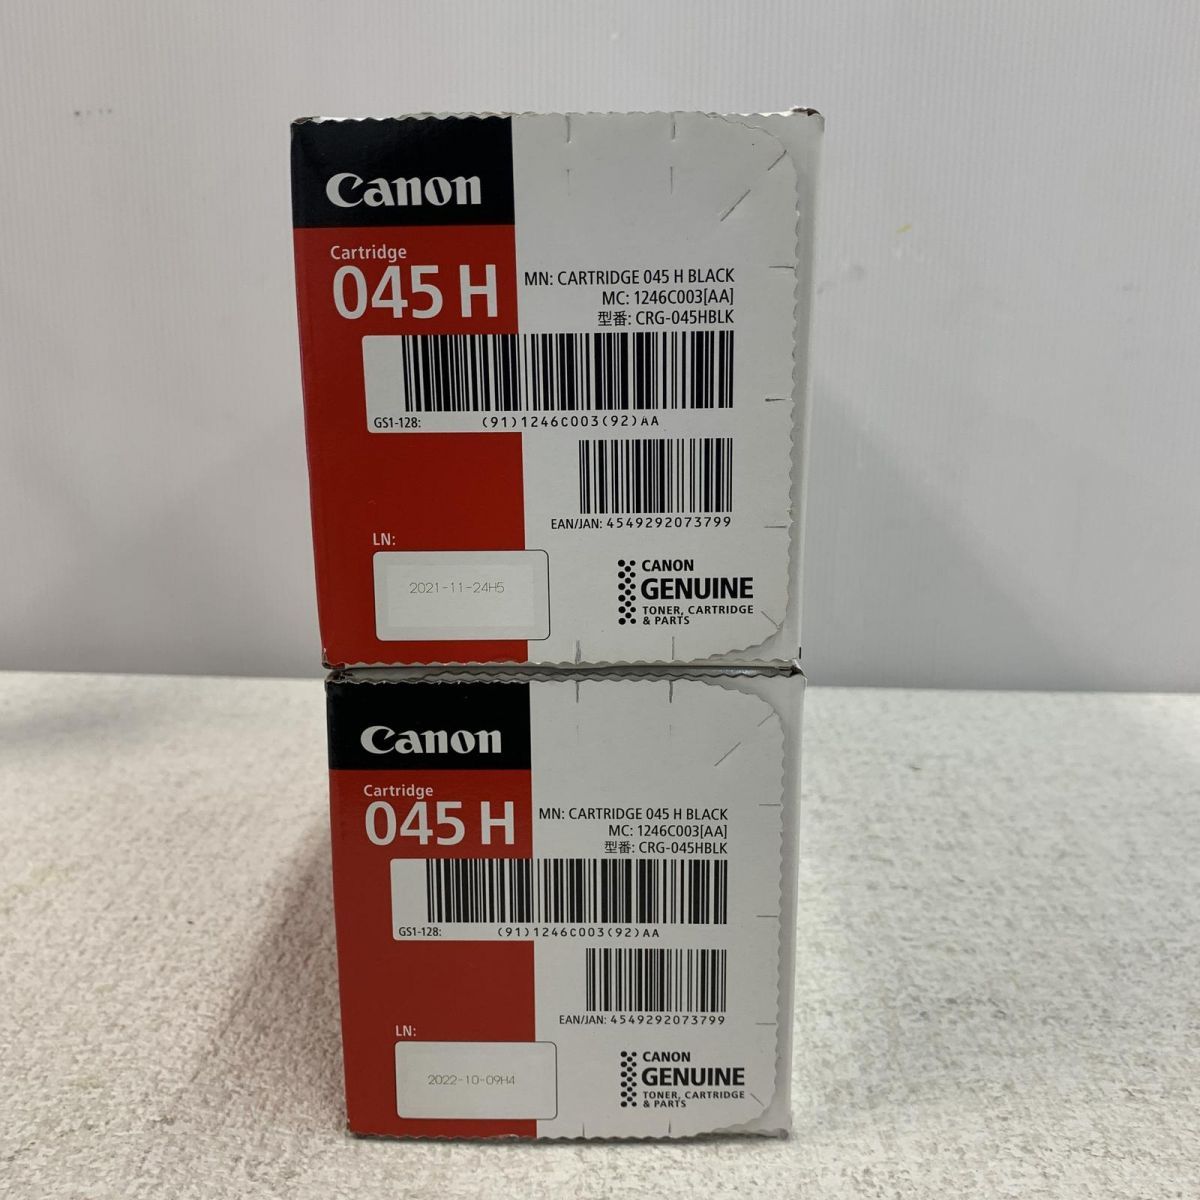 Canon
Cartridge
045 H
MN: CARTRIDGE 045 H BLACK
MC: 1246C003[AA]
型番: CRG-045HBLK
GS1-128:
(91)1246C003(92)AA
EAN/JAN: 4549292073799
LN:
2021-11-24H5
CANON
GENUINE
TONER, CARTRIDGE
& PARTS
Canon
Cartridge
045 H
MN: CARTRIDGE 045 H BLACK
MC: 1246C003[AA]
型番: CRG-045HBLK
GS1-128:
(91)1246C003(92)AA
EAN/JAN: 4549292073799
LN:
2022-10-09H4
CANON
GENUINE
TONER, CARTRIDGE
& PARTS